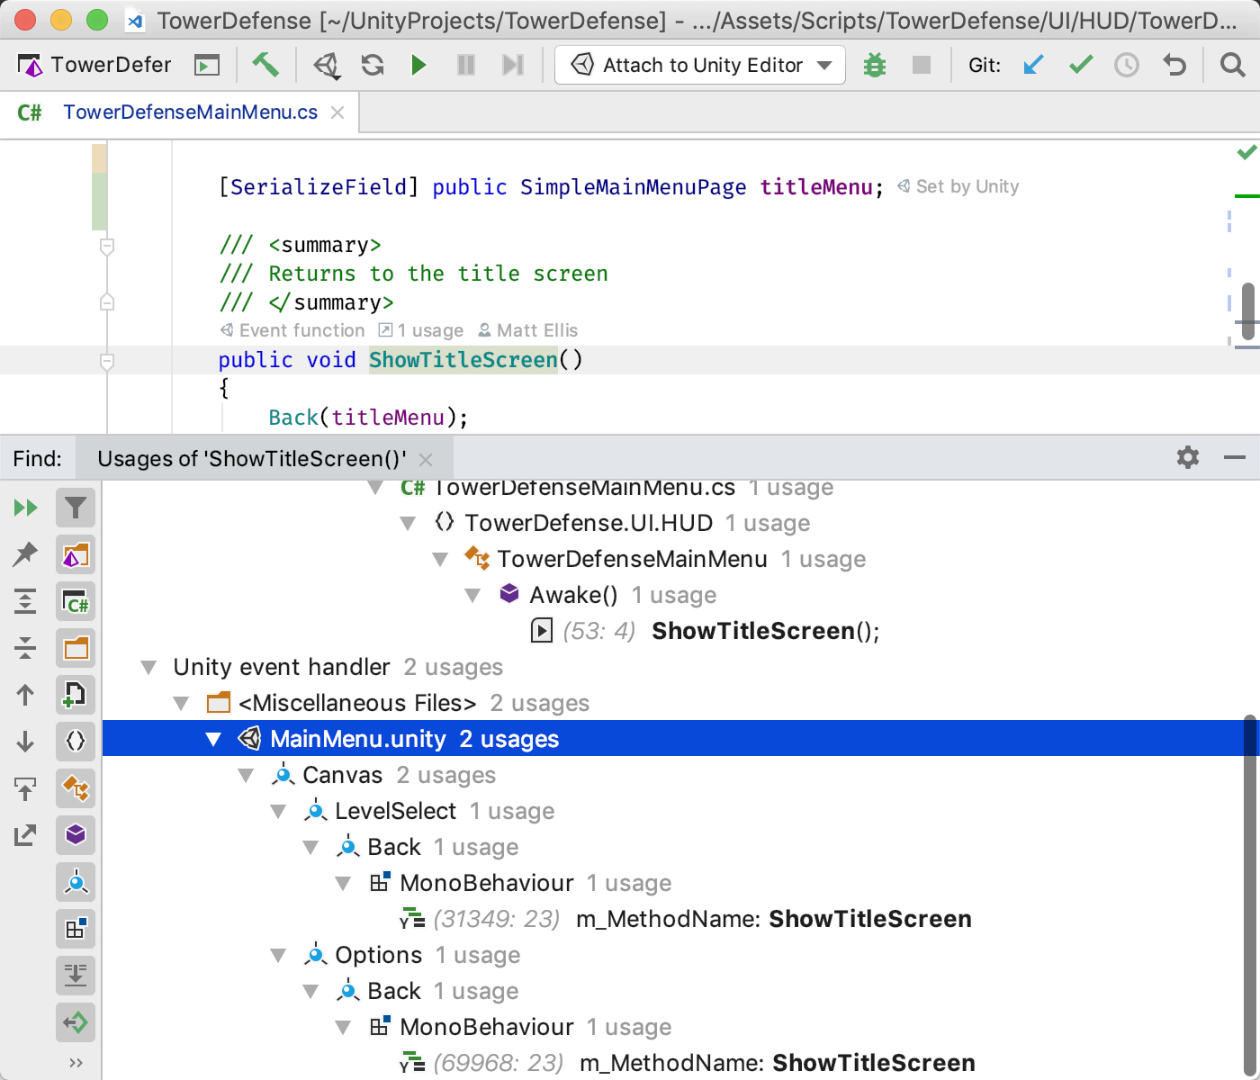 TowerDefense [~/UnityProjects/TowerDefense] - .../Assets/Scripts/TowerDefense/UI/HUD/TowerD...
TowerDefer Attach to Unity Editor Git:
C# TowerDefenseMainMenu.cs
[SerializeField] public SimpleMainMenuPage titleMenu; Set by Unity
/// <summary>
/// Returns to the title screen
/// </summary>
Event function 1 usage Matt Ellis
public void ShowTitleScreen()
{
Back(titleMenu);
Find: Usages of 'ShowTitleScreen()'
C# TowerDefenseMainMenu.cs 1 usage
TowerDefense.UI.HUD 1 usage
TowerDefenseMainMenu 1 usage
Awake() 1 usage
(53: 4) ShowTitleScreen();
Unity event handler 2 usages
<Miscellaneous Files> 2 usages
MainMenu.unity 2 usages
Canvas 2 usages
LevelSelect 1 usage
Back 1 usage
MonoBehaviour 1 usage
(31349: 23) m_MethodName: ShowTitleScreen
Options 1 usage
Back 1 usage
MonoBehaviour 1 usage
(69968: 23) m_MethodName: ShowTitleScreen